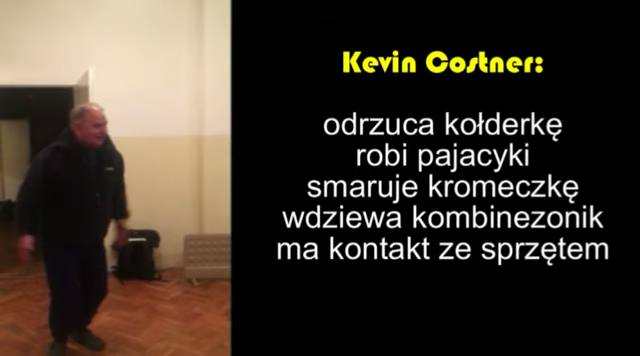 Kevin Costner:
odrzuca kołderkę
robi pajacyki
smaruje kromeczkę
wdziewa kombinezonik
ma kontakt ze sprzętem